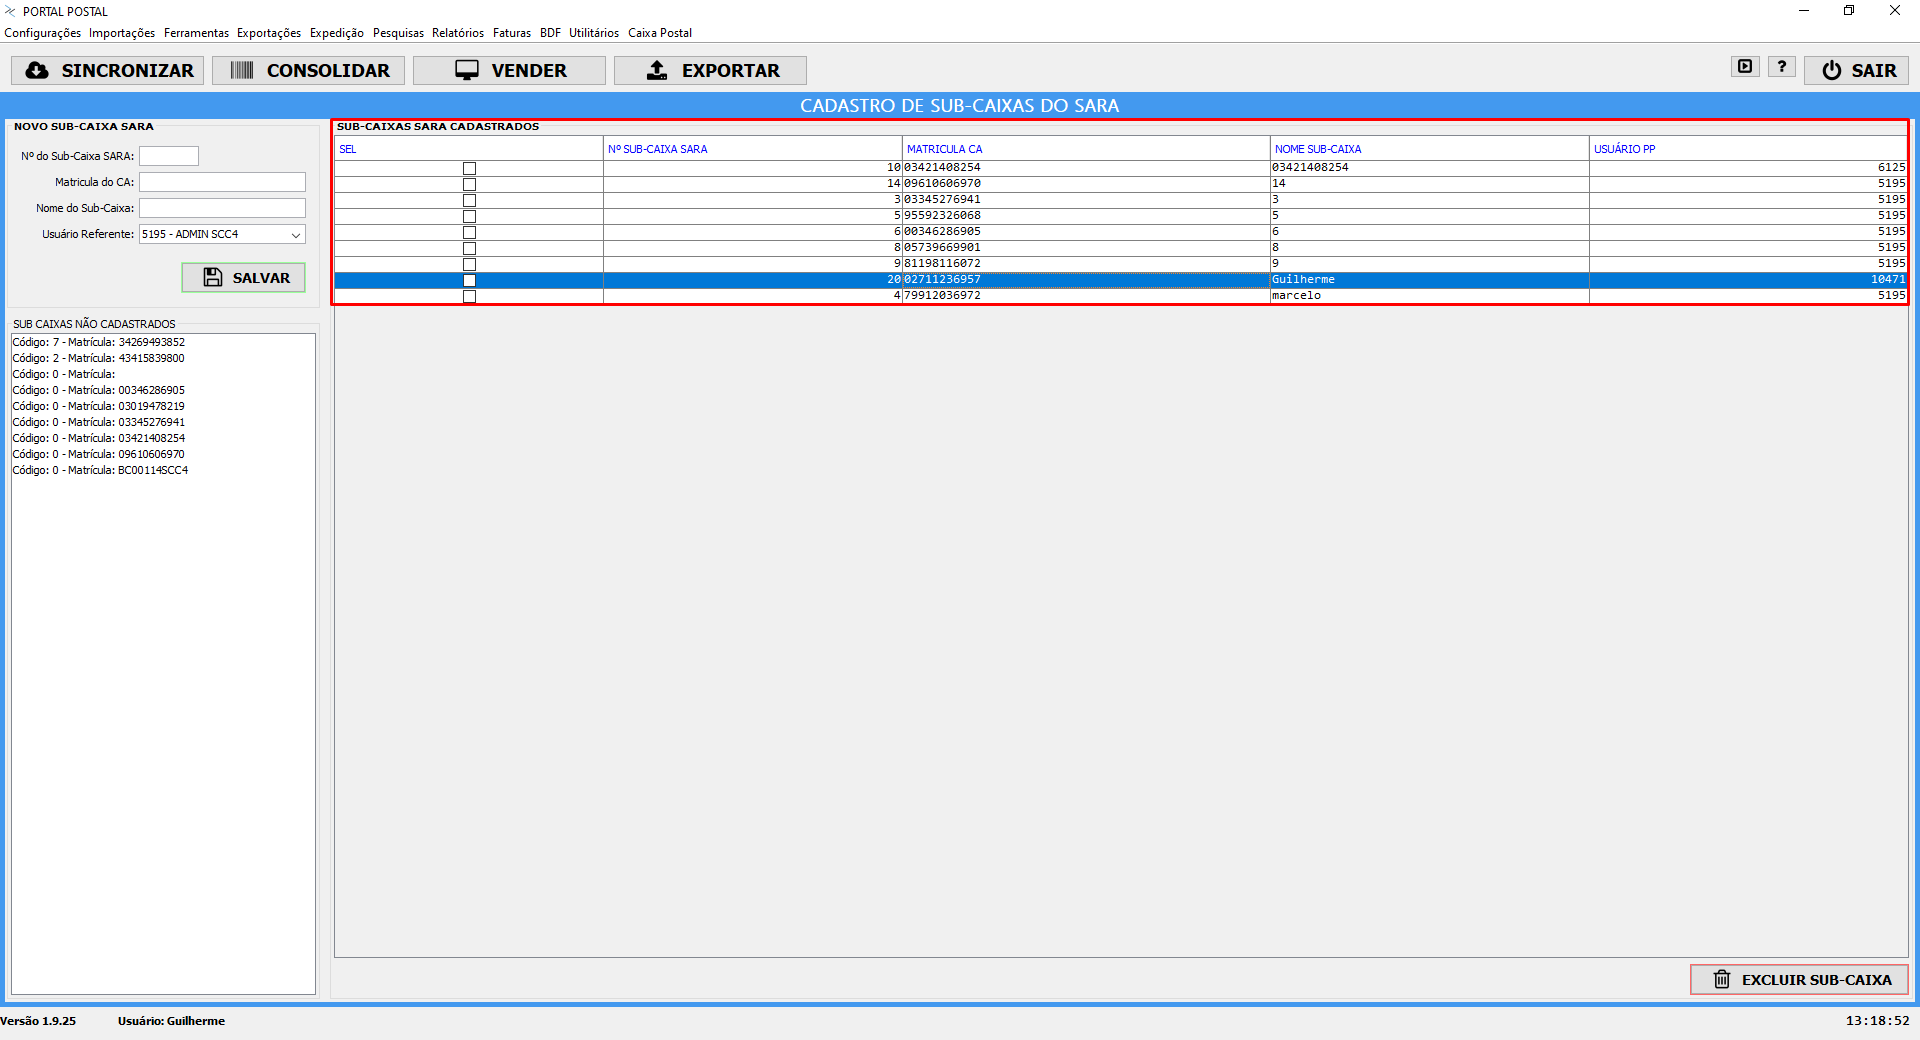 PORTAL POSTAL
Configurações Importações Ferramentas Exportações Expedição Pesquisas Relatórios Faturas BDF Utilitários Caixa Postal
SINCRONIZAR CONSOLIDAR VENDER EXPORTAR ? SAIR
CADASTRO DE SUB-CAIXAS DO SARA
NOVO SUB-CAIXA SARA
Nº do Sub-Caixa SARA:
Matricula do CA:
Nome do Sub-Caixa:
Usuário Referente: 5195 - ADMIN SCC4
SALVAR
SUB CAIXAS NÃO CADASTRADOS
Código: 7 - Matrícula: 34269493852
Código: 2 - Matrícula: 43415839800
Código: 0 - Matrícula:
Código: 0 - Matrícula: 00346286905
Código: 0 - Matrícula: 03019478219
Código: 0 - Matrícula: 03345276941
Código: 0 - Matrícula: 03421408254
Código: 0 - Matrícula: 09610606970
Código: 0 - Matrícula: BC00114SCC4
SUB-CAIXAS SARA CADASTRADOS
SEL Nº SUB-CAIXA SARA MATRICULA CA NOME SUB-CAIXA USUÁRIO PP
10 03421408254 03421408254 6125
14 09610606970 14 5195
3 03345276941 3 5195
5 95592326068 5 5195
6 00346286905 6 5195
8 05739669901 8 5195
9 81198116072 9 5195
20 02711236957 Guilherme 10471
4 79912036972 marcelo 5195
EXCLUIR SUB-CAIXA
Versão 1.9.25 Usuário: Guilherme 13:18:52